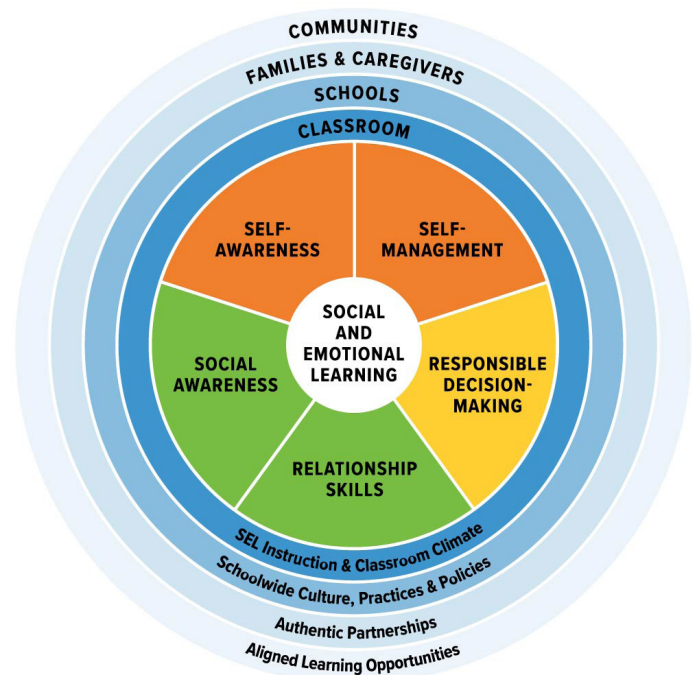 COMMUNITIES
FAMILIES & CAREGIVERS
SCHOOLS
CLASSROOM
SELF-
AWARENESS
SELF-
MANAGEMENT
SOCIAL
AND
EMOTIONAL
LEARNING
SOCIAL
AWARENESS
RESPONSIBLE
DECISION-
MAKING
RELATIONSHIP
SKILLS
SEL Instruction & Classroom Climate
Schoolwide Culture, Practices & Policies
Authentic Partnerships
Aligned Learning Opportunities